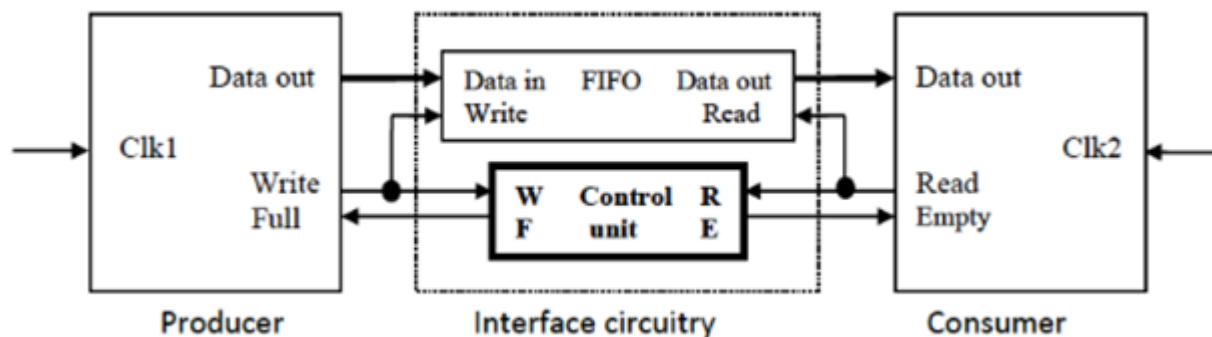 Data out
Clk1
Write
Full
Producer
Data in FIFO Data out
Write Read
W Control R
F unit E
Interface circuitry
Data out
Clk2
Read
Empty
Consumer